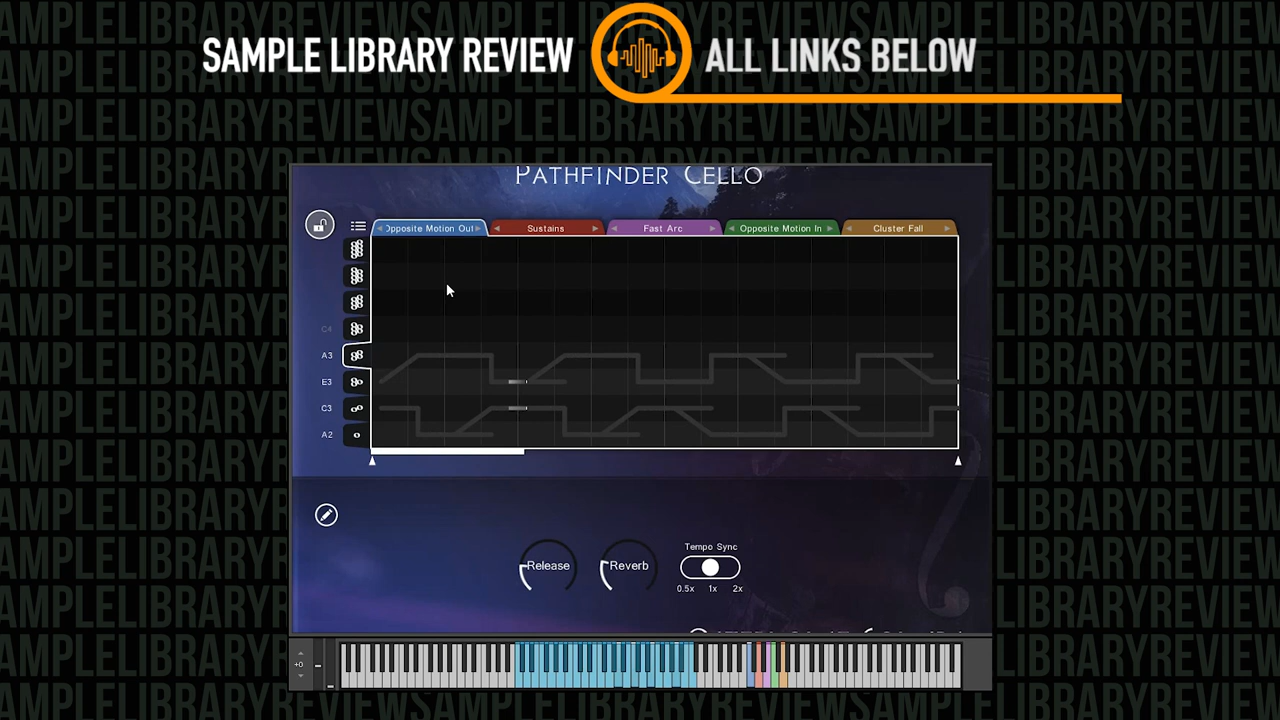 SAMPLE LIBRARY REVIEW
ALL LINKS BELOW
PATHFINDER CELLO
Opposite Motion Out
Sustains
Fast Arc
Opposite Motion In
Cluster Fall
C4
A3
E3
C3
A2
Release
Reverb
Tempo Sync
0.5x 1x 2x
+0